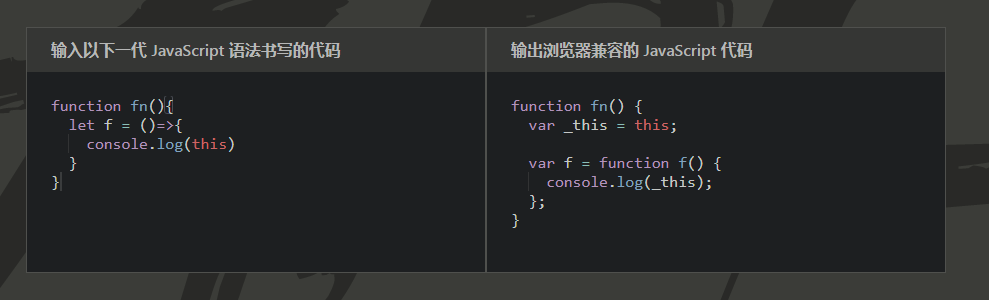 输入以下一代 JavaScript 语法书写的代码
function fn(){
  let f = ()=>{
    console.log(this)
  }
}
输出浏览器兼容的 JavaScript 代码
function fn() {
  var _this = this;

  var f = function f() {
    console.log(_this);
  };
}